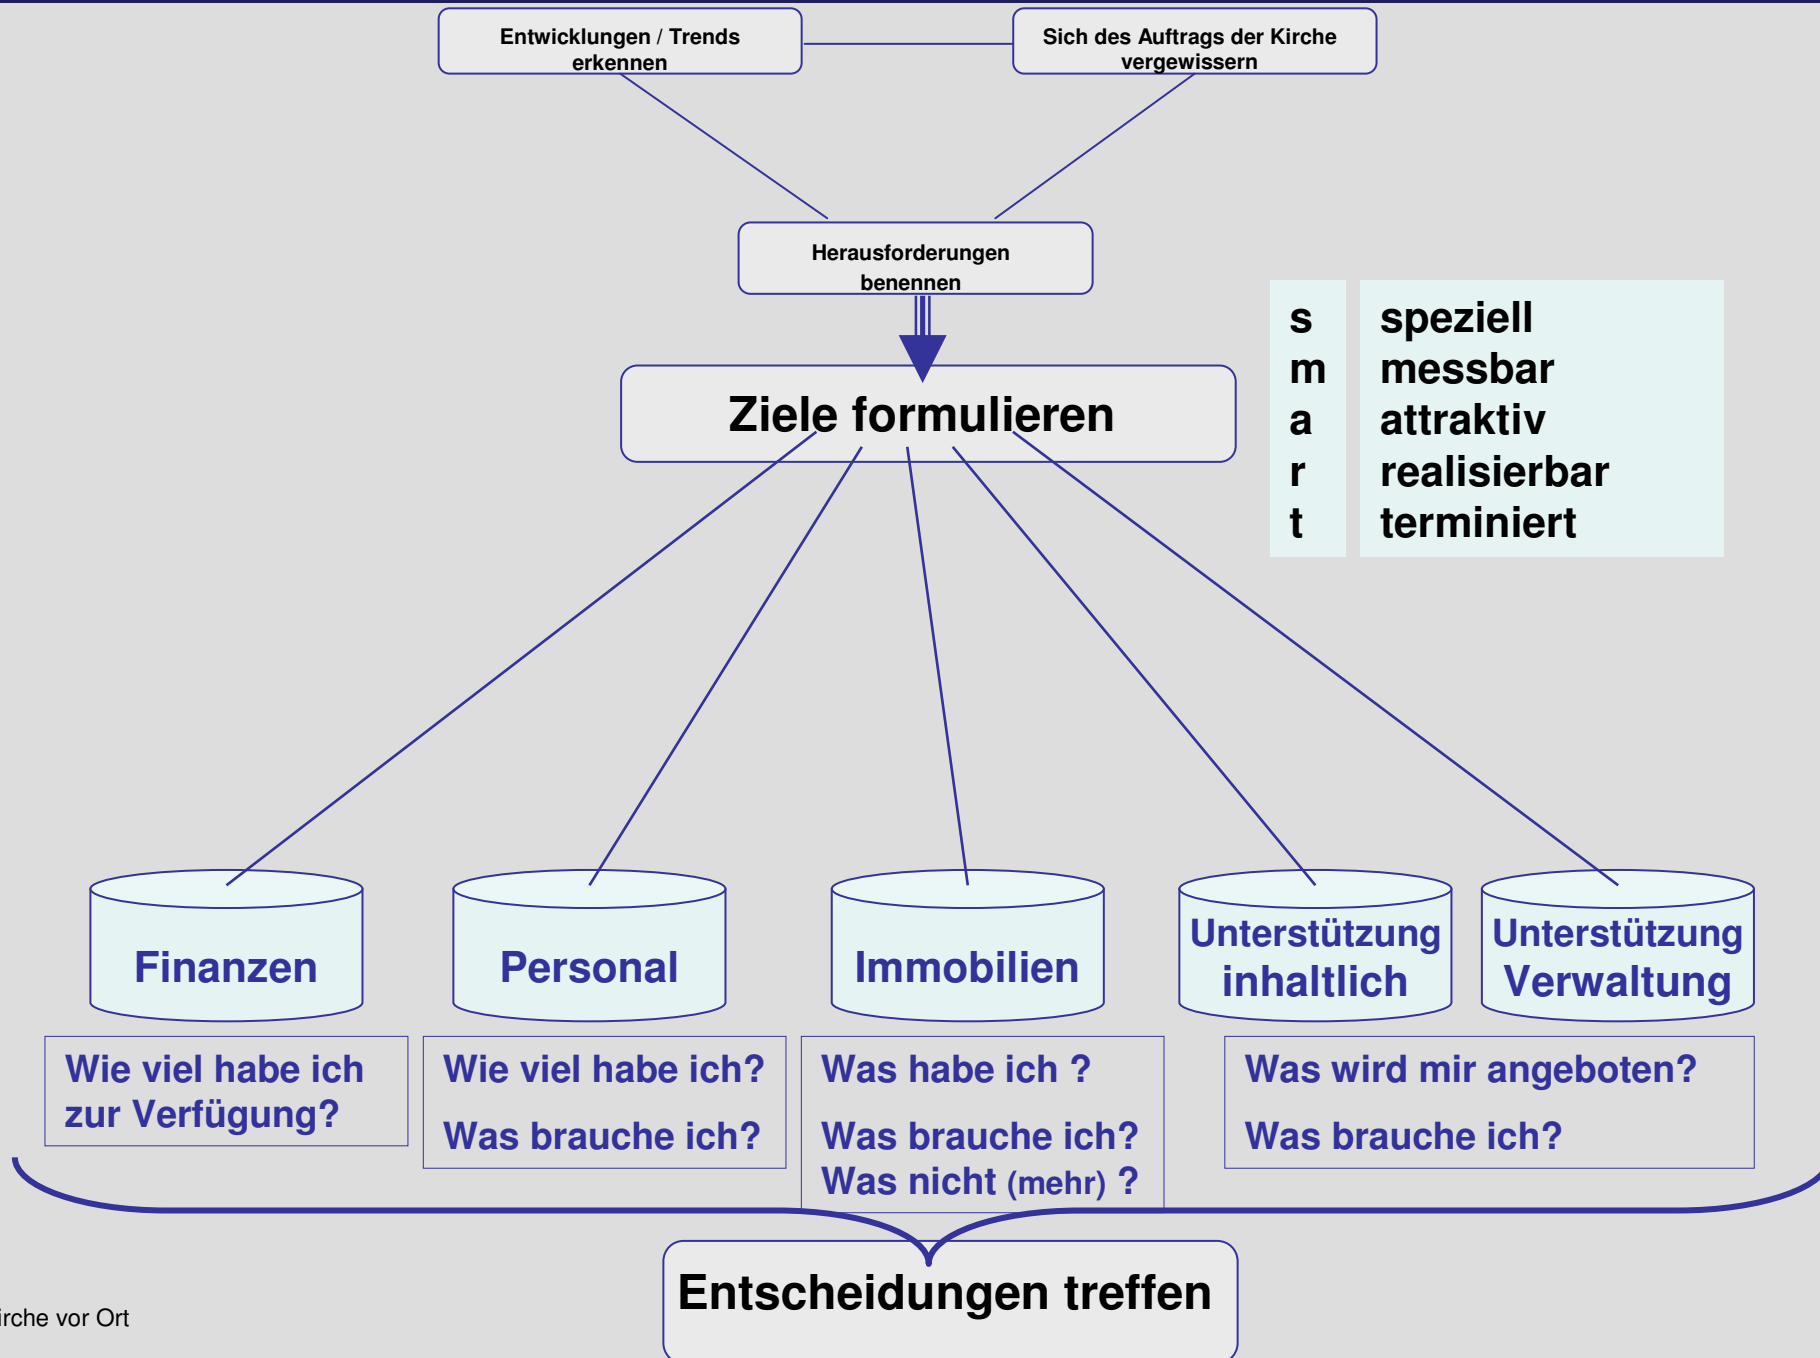 Entwicklungen / Trends
erkennen
Sich des Auftrags der Kirche
vergewissern
Herausforderungen
benennen
s speziell
m messbar
a attraktiv
r realisierbar
t terminiert
Ziele formulieren
Finanzen
Personal
Immobilien
Unterstützung
inhaltlich
Unterstützung
Verwaltung
Wie viel habe ich
zur Verfügung?
Wie viel habe ich?
Was brauche ich?
Was habe ich ?
Was brauche ich?
Was nicht (mehr) ?
Was wird mir angeboten?
Was brauche ich?
Entscheidungen treffen
irche vor Ort